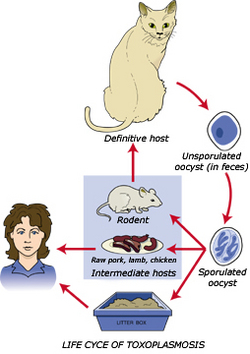 Definitive host
Unsporulated
oocyst (in feces)
Rodent
Raw pork, lamb, chicken
Intermediate hosts
Sporulated
oocyst
LITTER BOX
LIFE CYCE OF TOXOPLASMOSIS